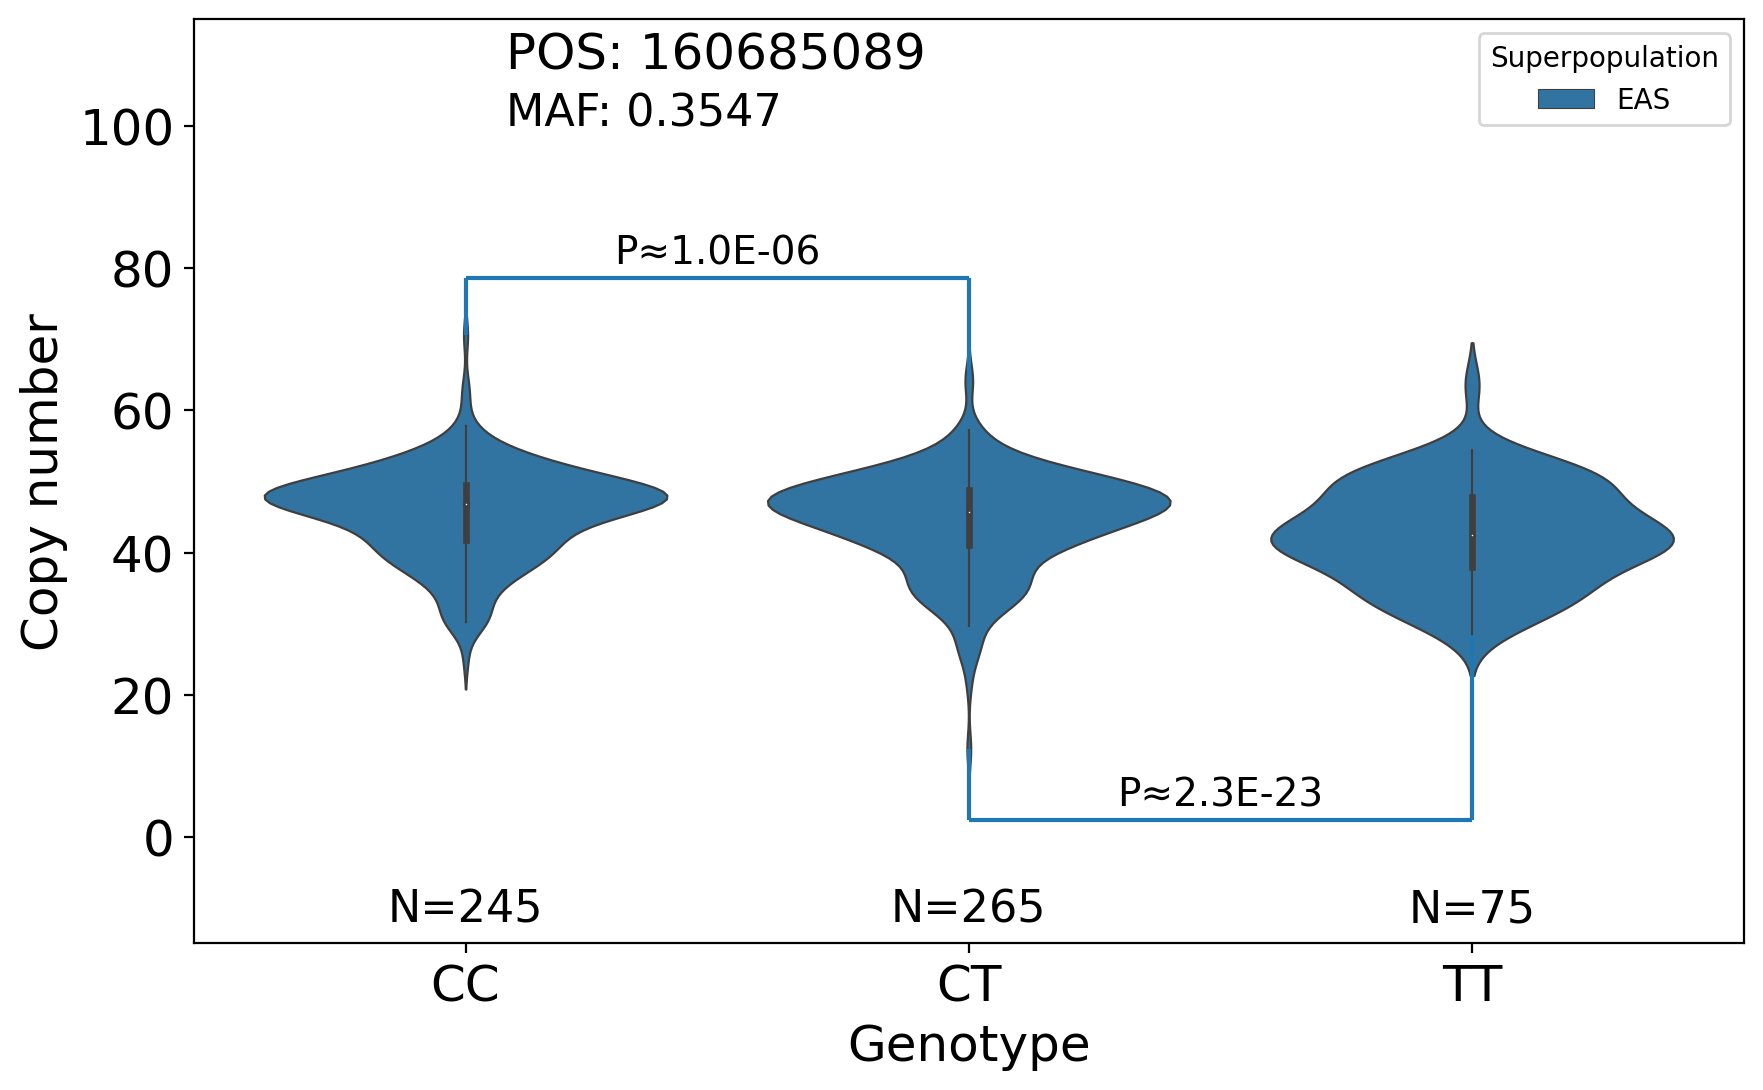 POS: 160685089
MAF: 0.3547
Superpopulation
EAS
Copy number
100
80
60
40
20
0
P≈1.0E-06
P≈2.3E-23
N=245
N=265
N=75
CC
CT
TT
Genotype